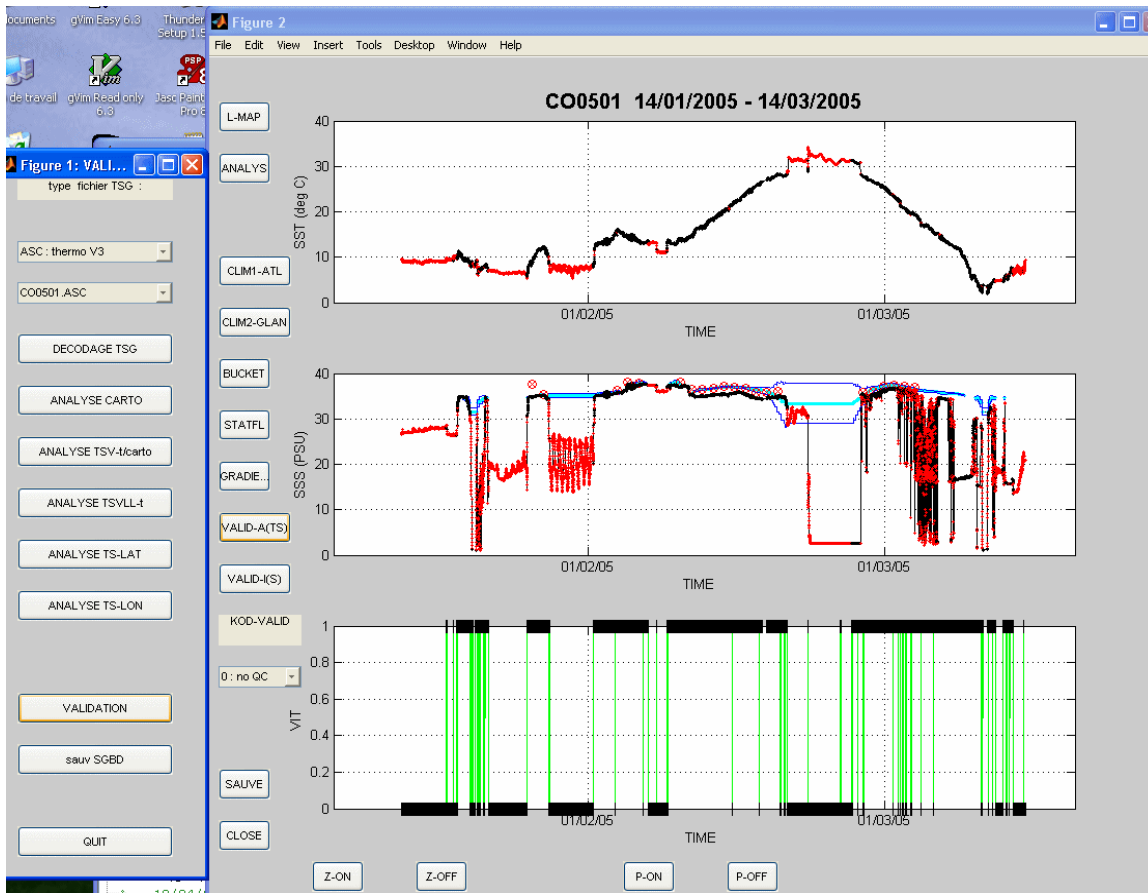 ocuments
gVim Easy 6.3
Thunder
Setup 1.5
de travail
gVim Read only
6.3
Jasc Paint
Pro 8
Figure 2
File Edit View Insert Tools Desktop Window Help
Figure 1: VALI...
type fichier TSG :
ASC : thermo V3
CO0501.ASC
DECODAGE TSG
ANALYSE CARTO
ANALYSE TSV-t/carto
ANALYSE TSVLL-t
ANALYSE TS-LAT
ANALYSE TS-LON
VALIDATION
sauv SGBD
QUIT
L-MAP
ANALYS
CLIM1-ATL
CLIM2-GLAN
BUCKET
STATFL
GRADIE...
VALID-A(TS)
VALID-I(S)
KOD-VALID
0 : no QC
SAUVE
CLOSE
CO0501 14/01/2005 - 14/03/2005
SST (deg C)
40
30
20
10
0
01/02/05 01/03/05
TIME
SSS (PSU)
40
30
20
10
0
01/02/05 01/03/05
TIME
VIT
1
0.8
0.6
0.4
0.2
0
01/02/05 01/03/05
TIME
Z-ON Z-OFF P-ON P-OFF